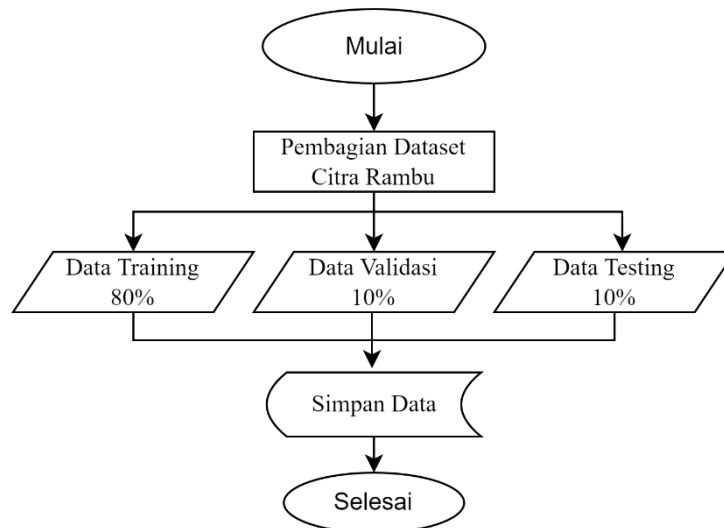 Mulai
Pembagian Dataset
Citra Rambu
Data Training
80%
Data Validasi
10%
Data Testing
10%
Simpan Data
Selesai